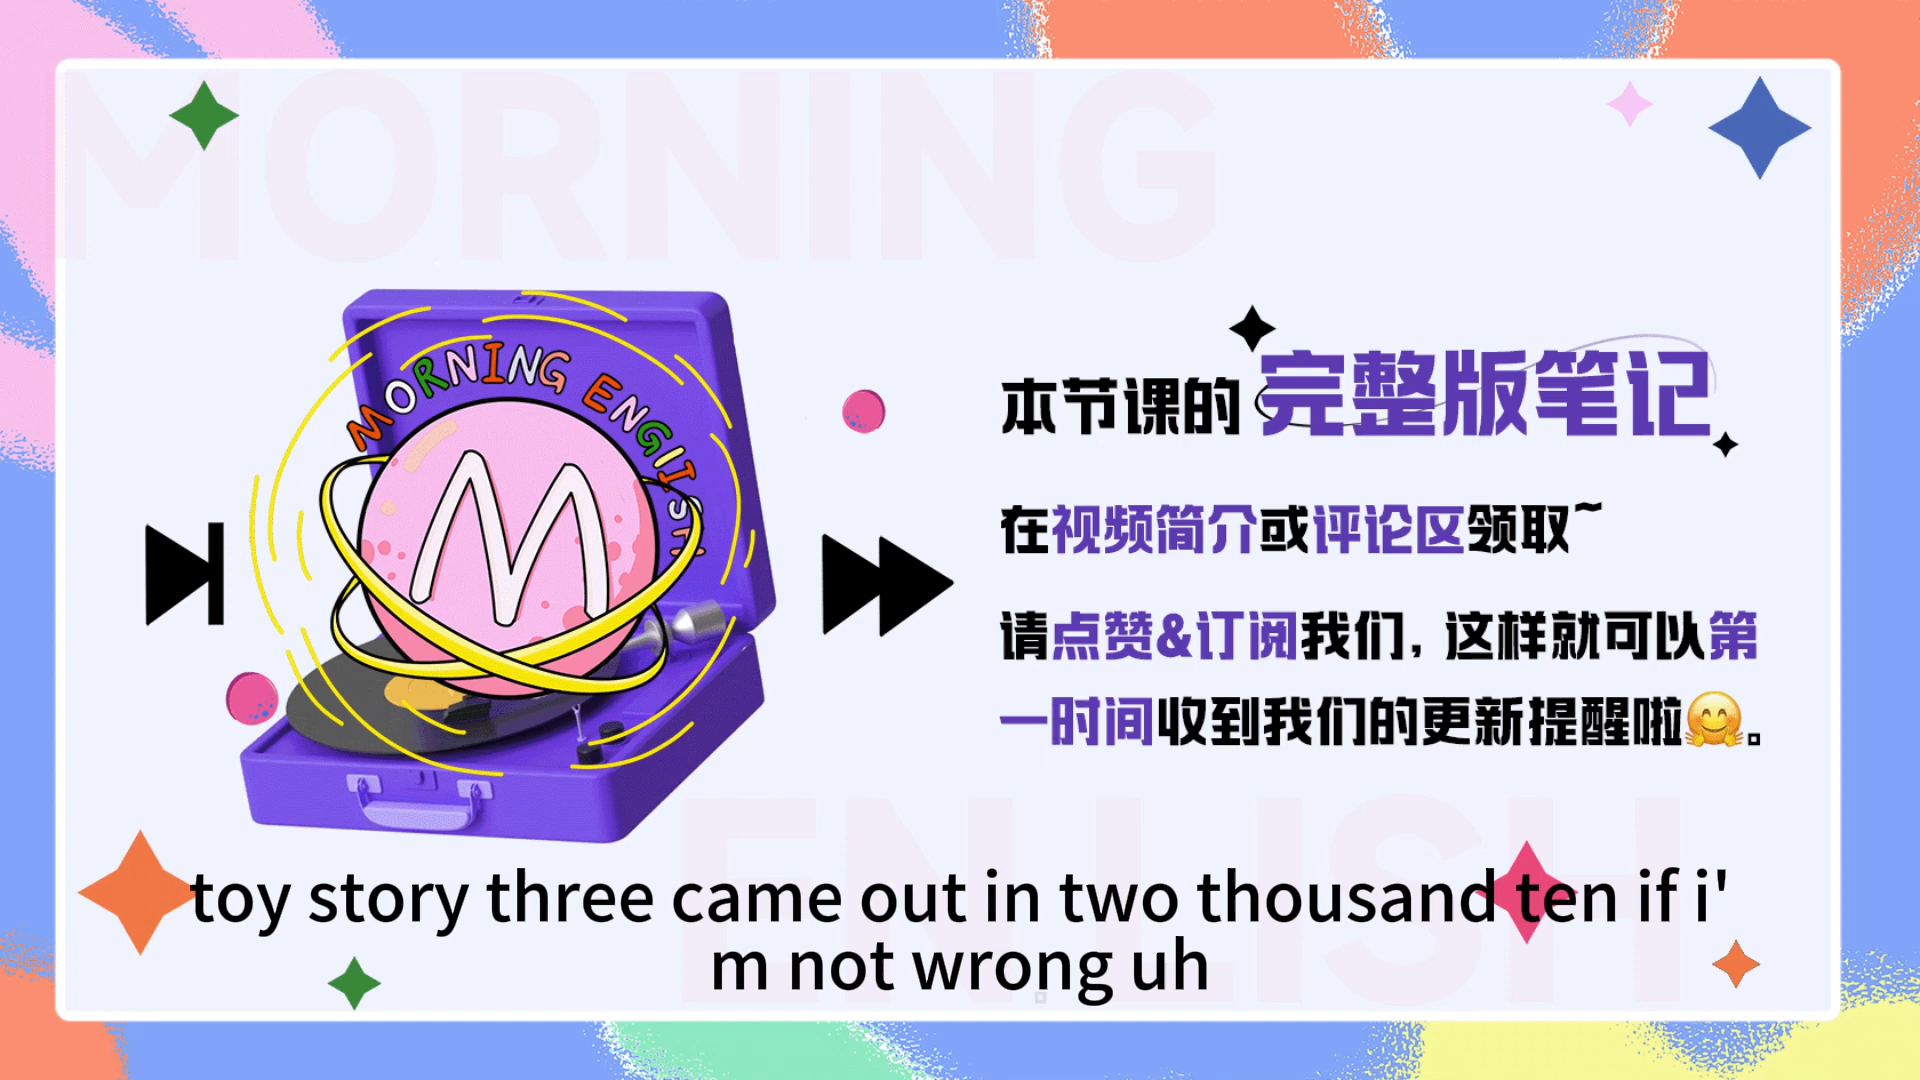 MORNING
MORNING ENGLISH
M
本节课的 完整版笔记
在视频简介或评论区领取~
请点赞&订阅我们，这样就可以第
一时间收到我们的更新提醒啦🤗。
toy story three came out in two thousand ten if i'
m not wrong uh